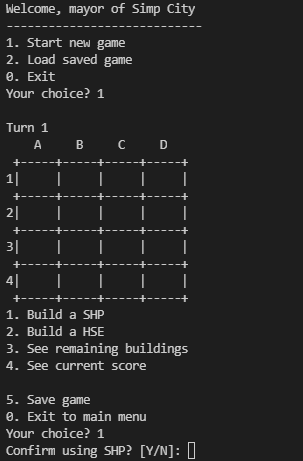 Welcome, mayor of Simp City
----------------------------
1. Start new game
2. Load saved game
0. Exit
Your choice? 1

Turn 1
    A     B     C     D
 +-----+-----+-----+-----+
1|     |     |     |     |
 +-----+-----+-----+-----+
2|     |     |     |     |
 +-----+-----+-----+-----+
3|     |     |     |     |
 +-----+-----+-----+-----+
4|     |     |     |     |
 +-----+-----+-----+-----+
1. Build a SHP
2. Build a HSE
3. See remaining buildings
4. See current score

5. Save game
0. Exit to main menu
Your choice? 1
Confirm using SHP? [Y/N]: